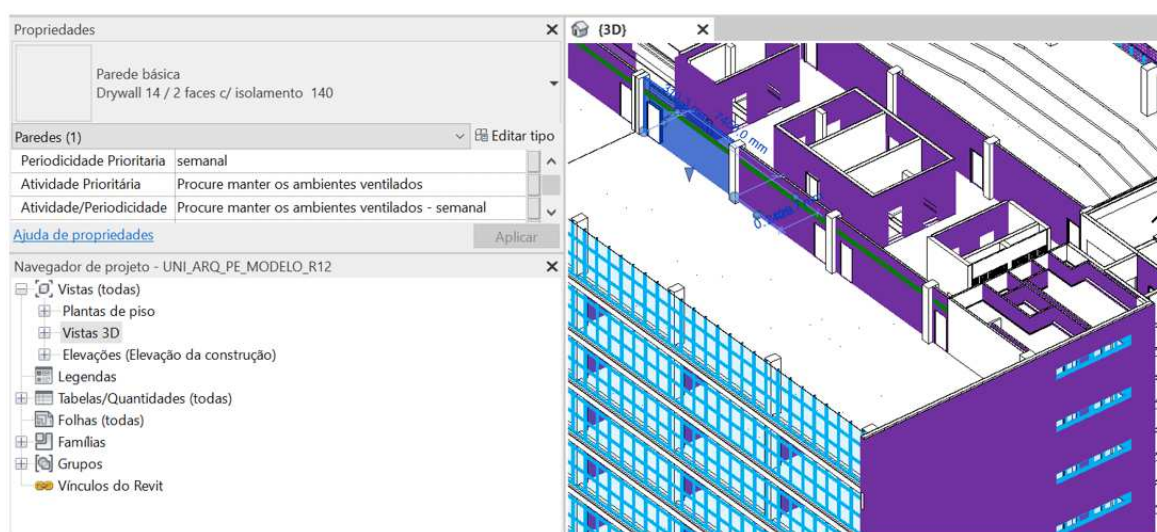 Propriedades
{3D}
Parede básica
Drywall 14 / 2 faces c/ isolamento 140
Paredes (1)
Editar tipo
Periodicidade Prioritaria semanal
Atividade Prioritária Procure manter os ambientes ventilados
Atividade/Periodicidade Procure manter os ambientes ventilados - semanal
Ajuda de propriedades
Aplicar
Navegador de projeto - UNI_ARQ_PE_MODELO_R12
Vistas (todas)
Plantas de piso
Vistas 3D
Elevações (Elevação da construção)
Legendas
Tabelas/Quantidades (todas)
Folhas (todas)
Famílias
Grupos
Vínculos do Revit
mm